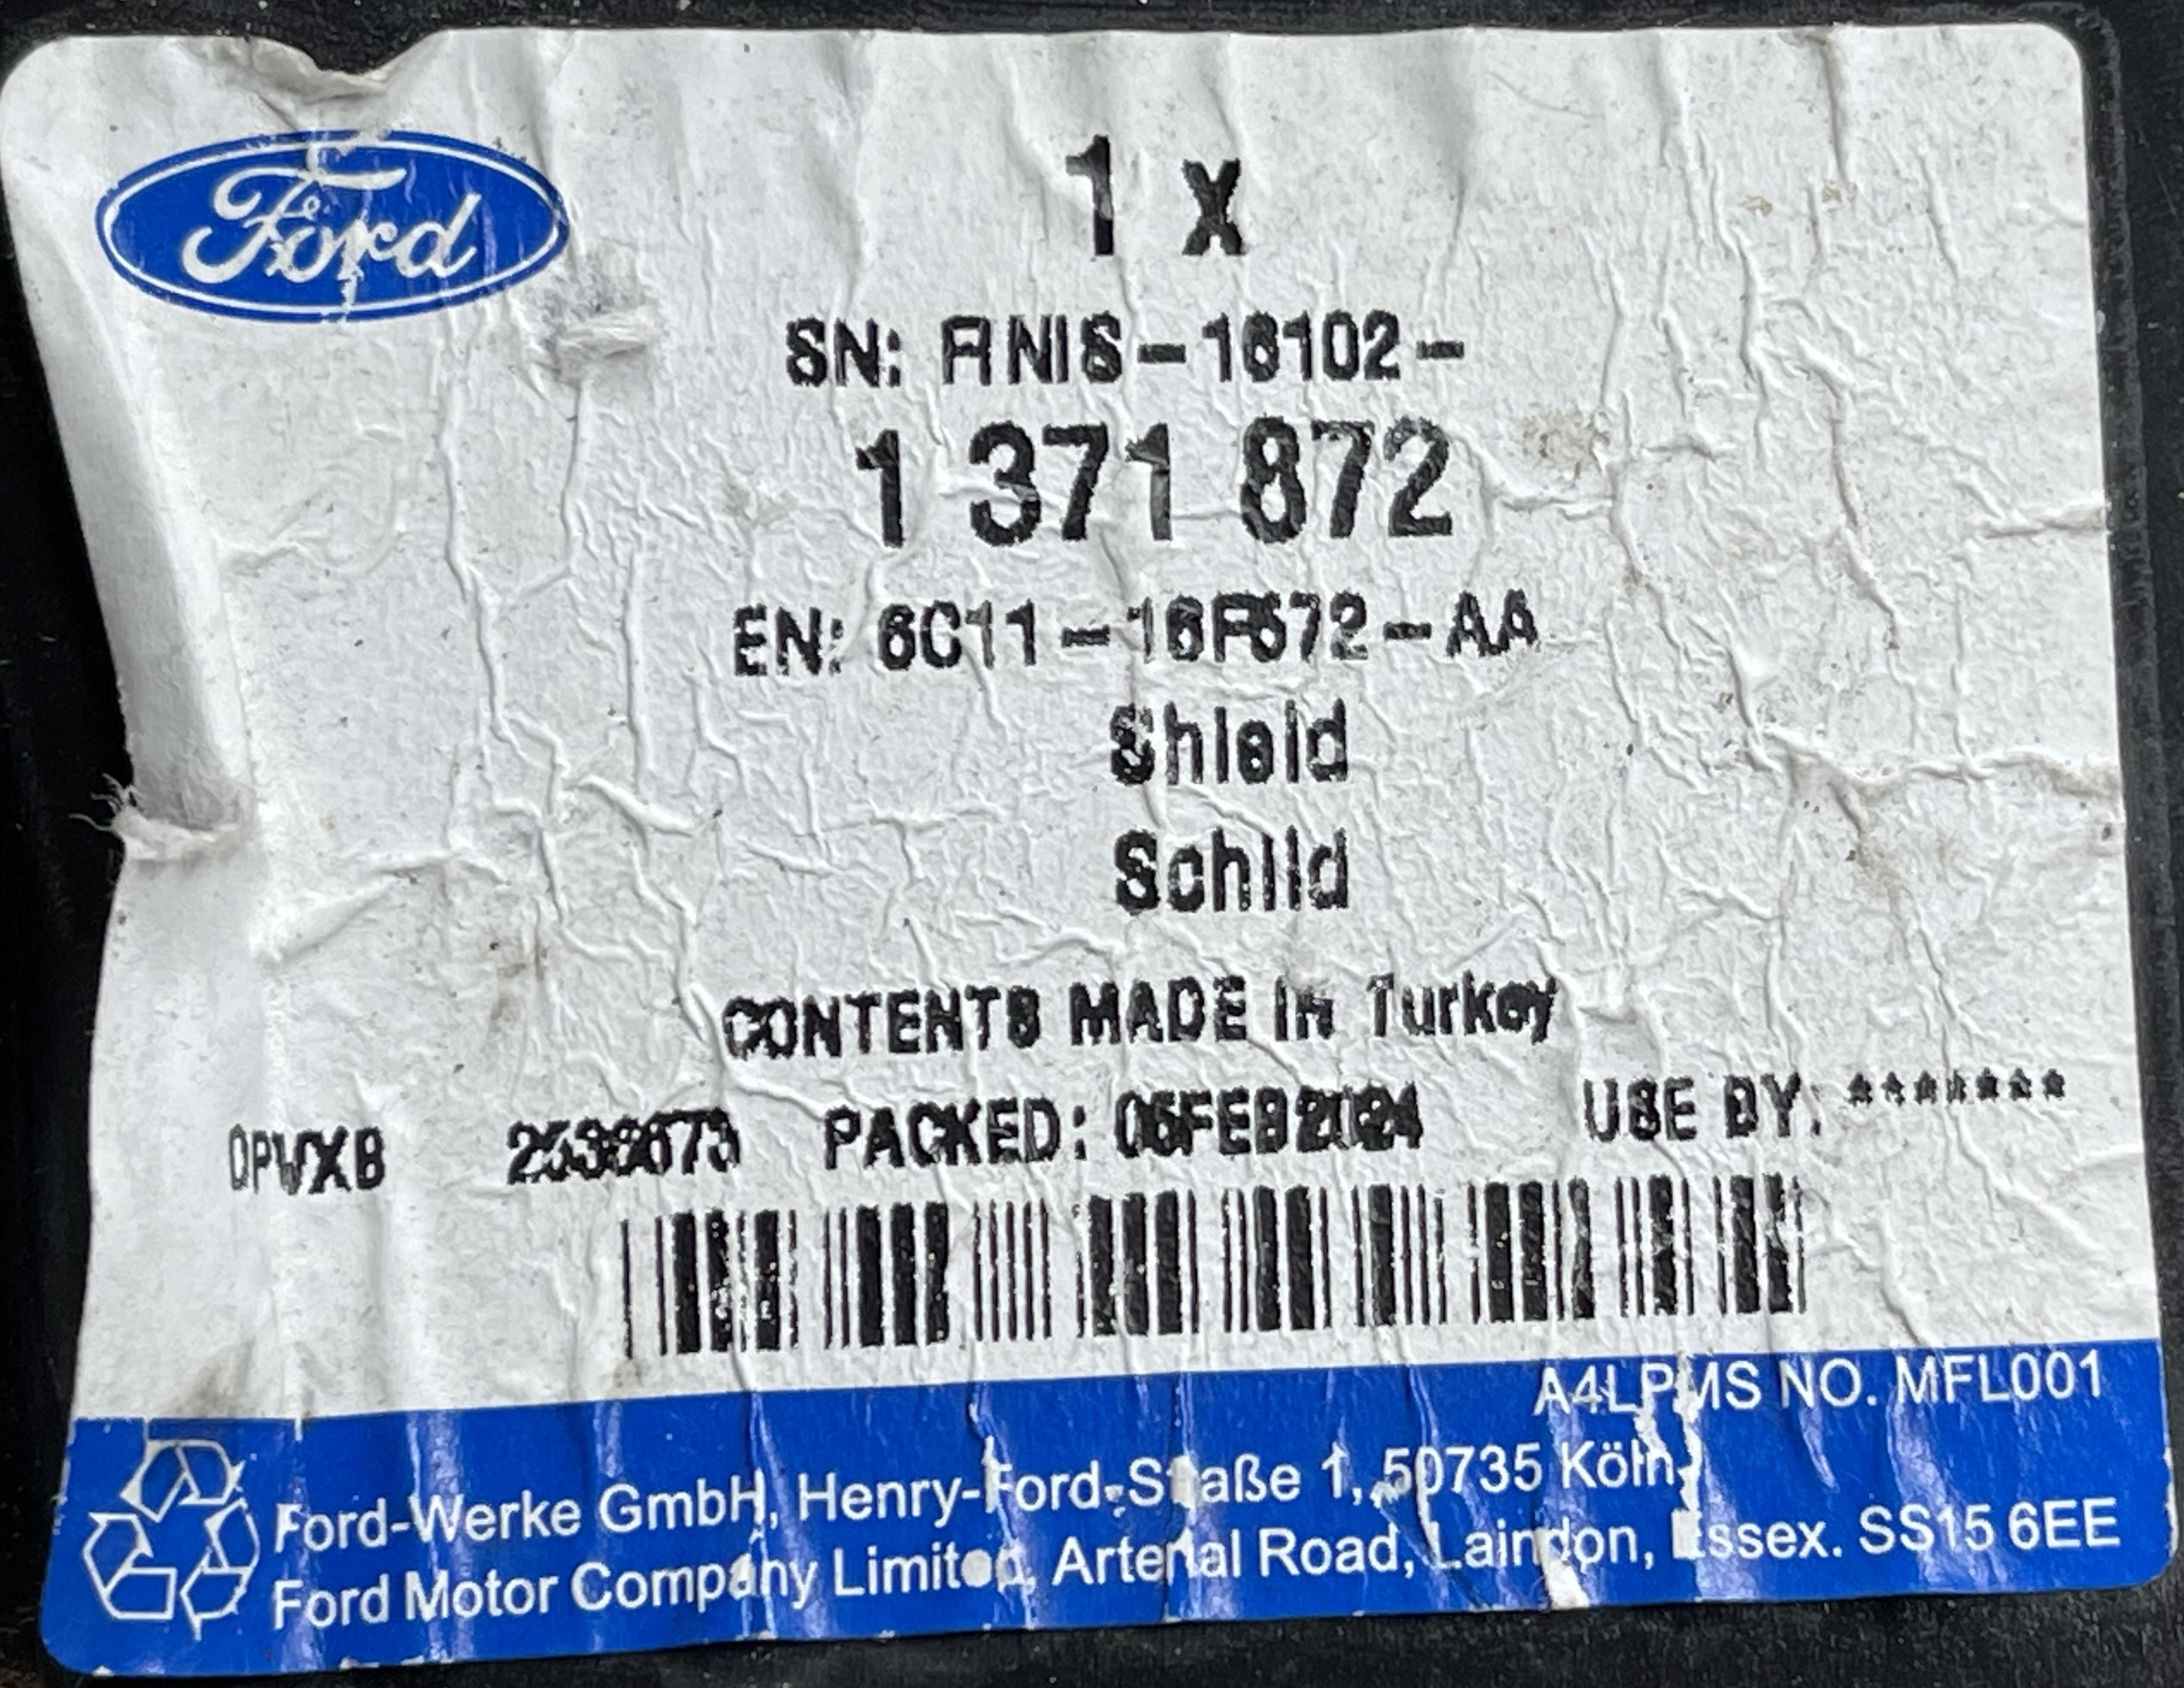 Ford
1 x
SN: FINIS-16102-
1 371 872
EN: 6C11-16F572-AA
Shield
Schild
CONTENTS MADE IN Turkey
PACKED: USE BY: *******
A4LPMS NO. MFL001
Ford-Werke GmbH, Henry-Ford-Straße 1, 50735 Köln,
Ford Motor Company Limited, Arterial Road, Laindon, Essex. SS15 6EE